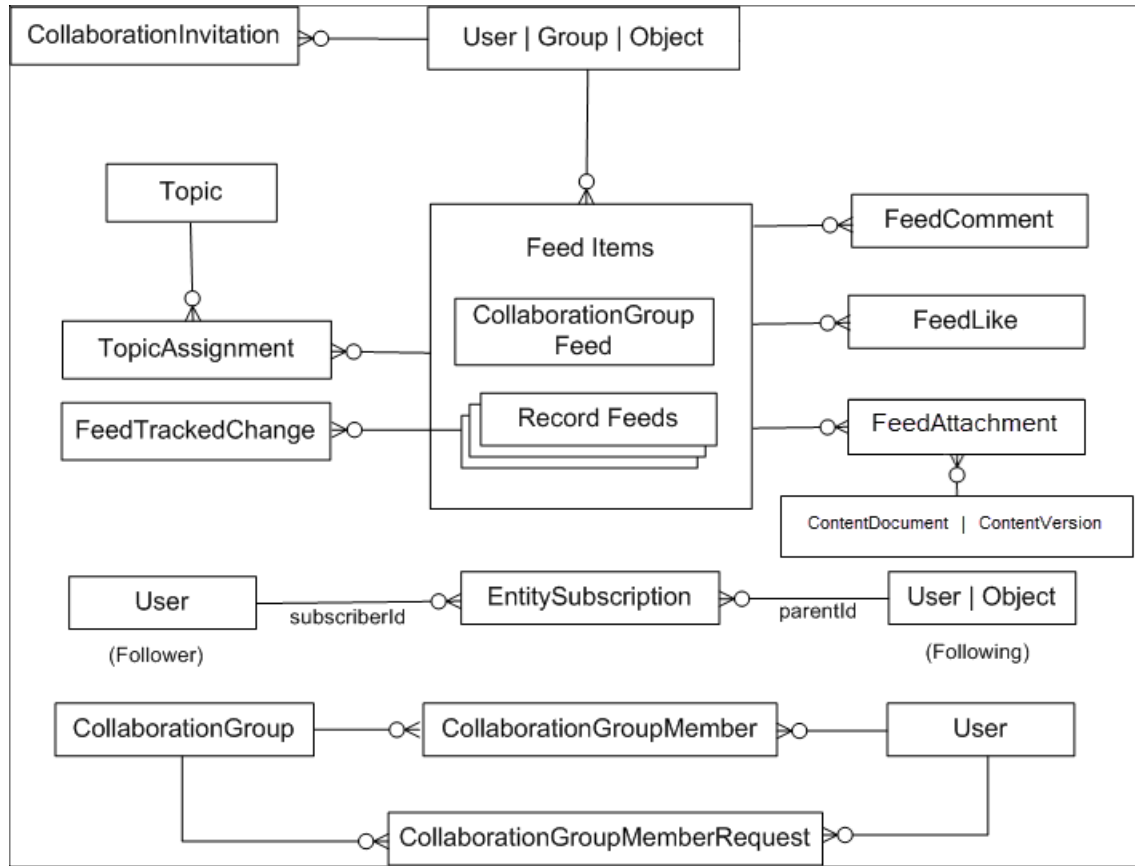 CollaborationInvitation
User | Group | Object
Topic
Feed Items
FeedComment
CollaborationGroup
Feed
FeedLike
TopicAssignment
FeedTrackedChange
Record Feeds
FeedAttachment
ContentDocument | ContentVersion
User
subscriberId
EntitySubscription
parentId
User | Object
(Follower)
(Following)
CollaborationGroup
CollaborationGroupMember
User
CollaborationGroupMemberRequest